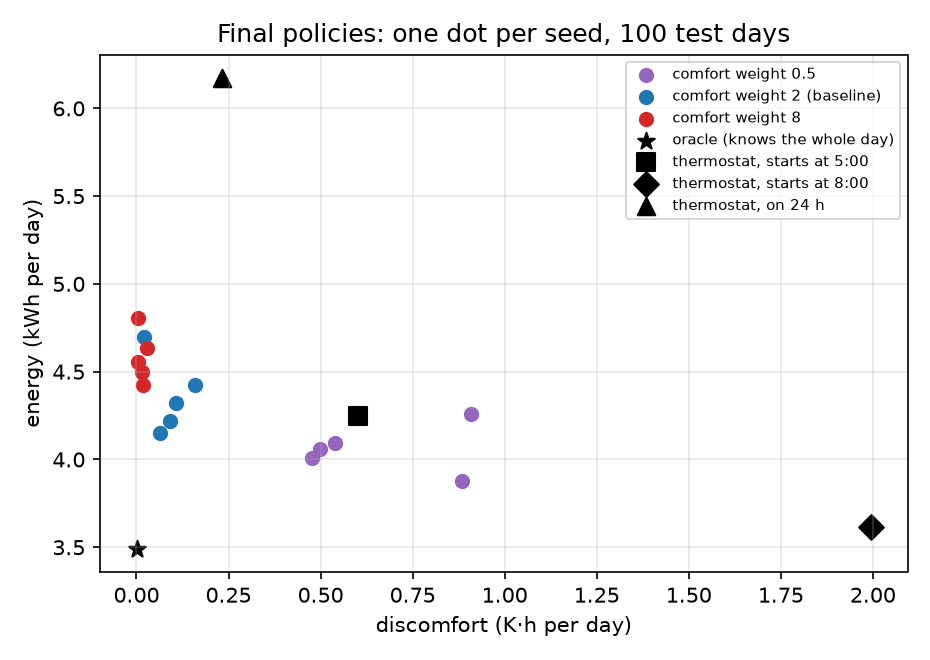 Final policies: one dot per seed, 100 test days
energy (kWh per day)
6.0
5.5
5.0
4.5
4.0
3.5
comfort weight 0.5
comfort weight 2 (baseline)
comfort weight 8
oracle (knows the whole day)
thermostat, starts at 5:00
thermostat, starts at 8:00
thermostat, on 24 h
0.00 0.25 0.50 0.75 1.00 1.25 1.50 1.75 2.00
discomfort (K·h per day)